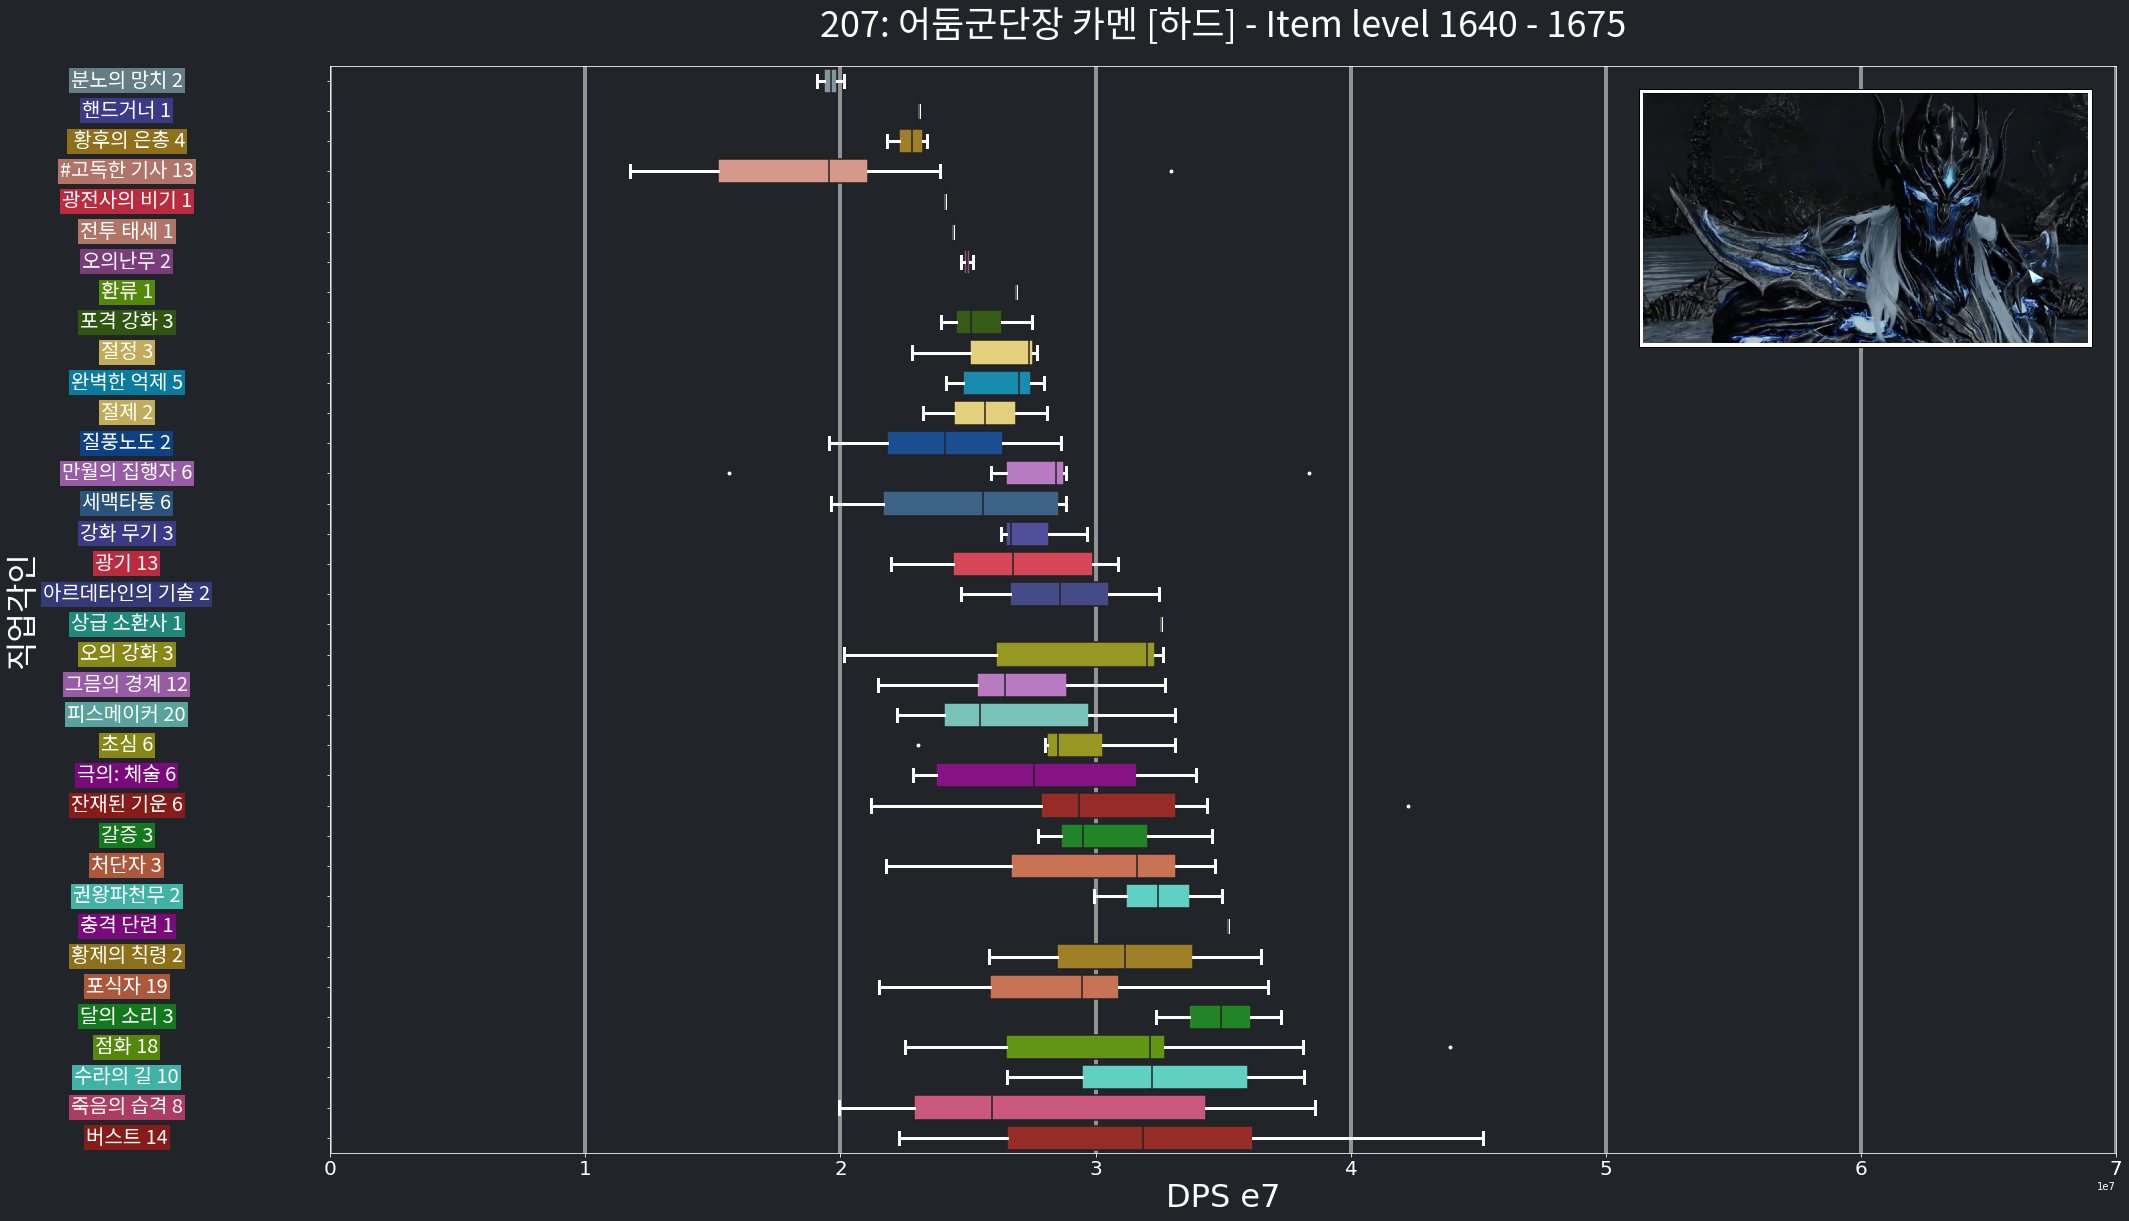 207: 어둠군단장 카멘 [하드] - Item level 1640 - 1675
직업각인
분노의 망치 2
핸드거너 1
황후의 은총 4
#고독한 기사 13
광전사의 비기 1
전투 태세 1
오의난무 2
환류 1
포격 강화 3
절정 3
완벽한 억제 5
절제 2
질풍노도 2
만월의 집행자 6
세맥타통 6
강화 무기 3
광기 13
아르데타인의 기술 2
상급 소환사 1
오의 강화 3
그믐의 경계 12
피스메이커 20
초심 6
극의: 체술 6
잔재된 기운 6
갈증 3
처단자 3
권왕파천무 2
충격 단련 1
황제의 칙령 2
포식자 19
달의 소리 3
점화 18
수라의 길 10
죽음의 습격 8
버스트 14
0 1 2 3 4 5 6 7
1e7
DPS e7